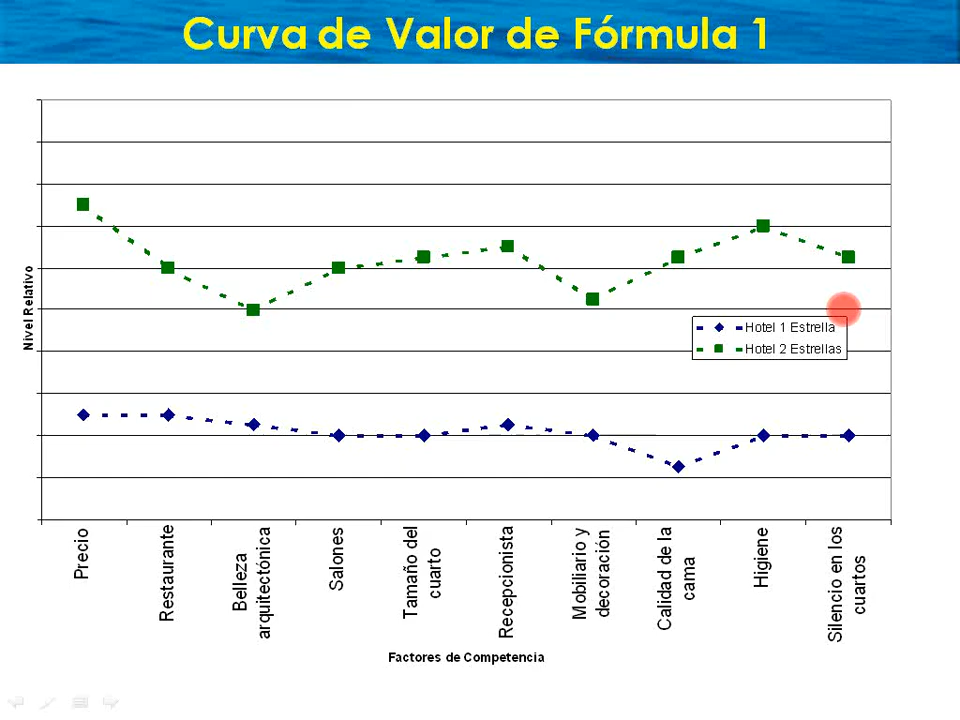 Curva de Valor de Fórmula 1
Nivel Relativo
Hotel 1 Estrella
Hotel 2 Estrellas
Precio
Restaurante
Belleza
arquitectónica
Salones
Tamaño del
cuarto
Recepcionista
Mobiliario y
decoración
Calidad de la
cama
Higiene
Silencio en los
cuartos
Factores de Competencia